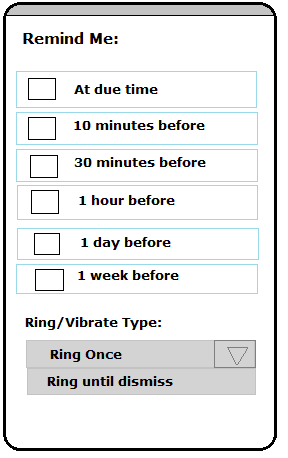 Remind Me:
At due time
10 minutes before
30 minutes before
1 hour before
1 day before
1 week before
Ring/Vibrate Type:
Ring Once
Ring until dismiss